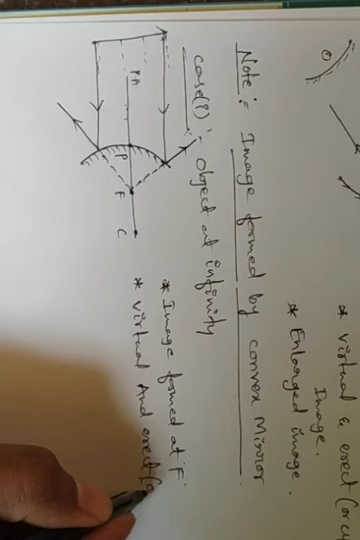 * Virtual & erect (or
Image.
* Enlarged image.
Note:- Image formed by convex Mirror
case(i):- Object at infinity
* Image formed at 'F'
* Virtual And erect(
PA
P
F
C